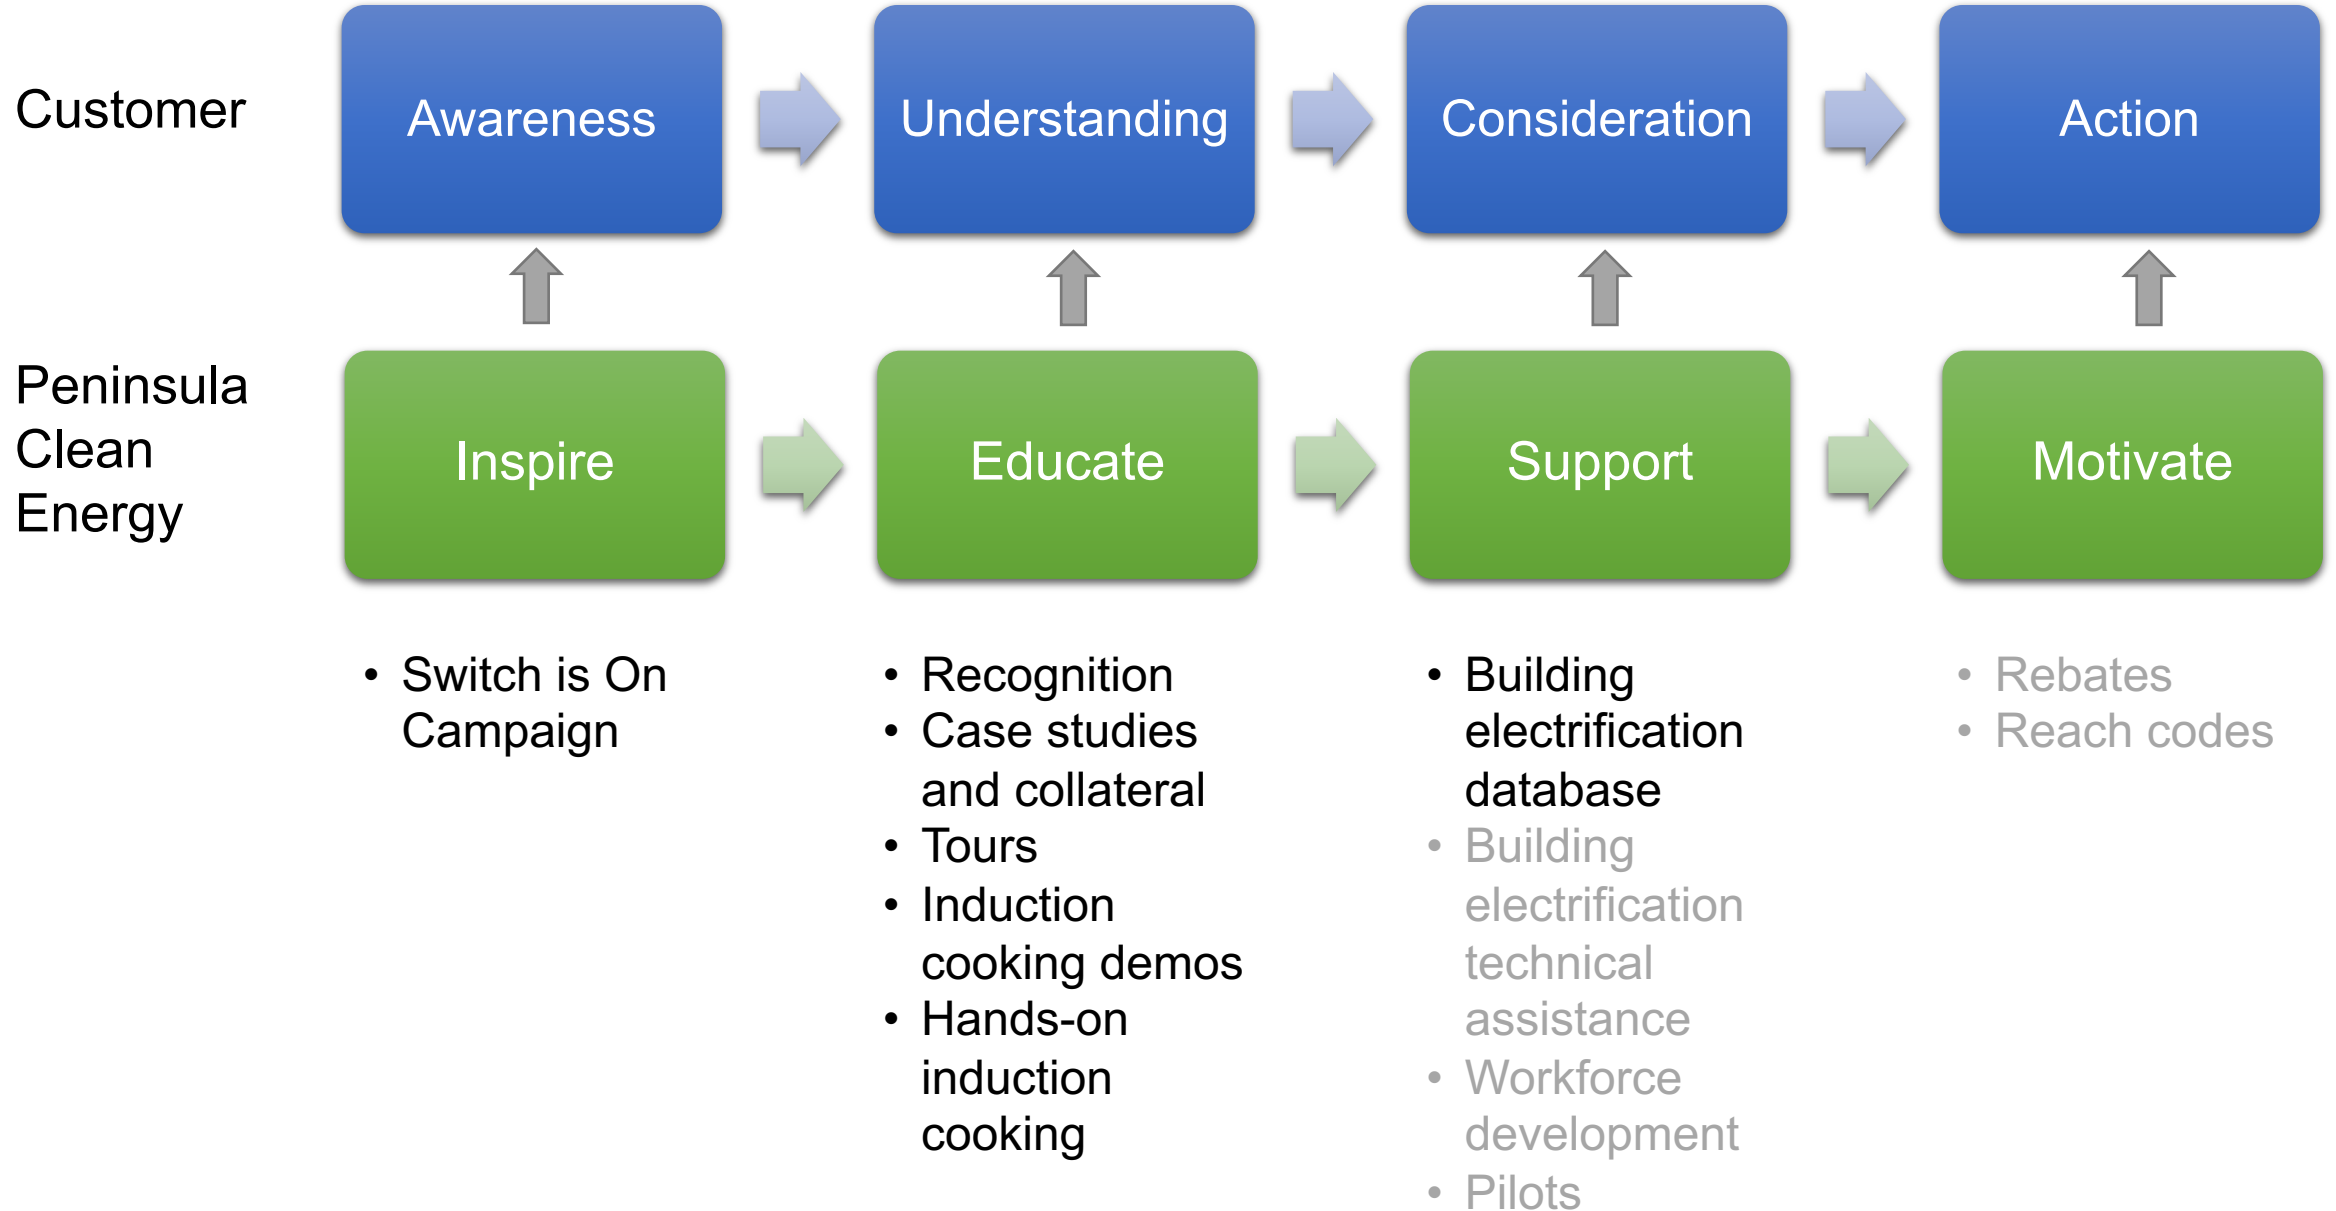 Customer
Awareness
Understanding
Consideration
Action
Peninsula
Clean
Energy
Inspire
Educate
Support
Motivate
• Switch is On
Campaign
• Recognition
• Case studies
and collateral
• Tours
• Induction
cooking demos
• Hands-on
induction
cooking
• Building
electrification
database
• Building
electrification
technical
assistance
• Workforce
development
• Pilots
• Rebates
• Reach codes